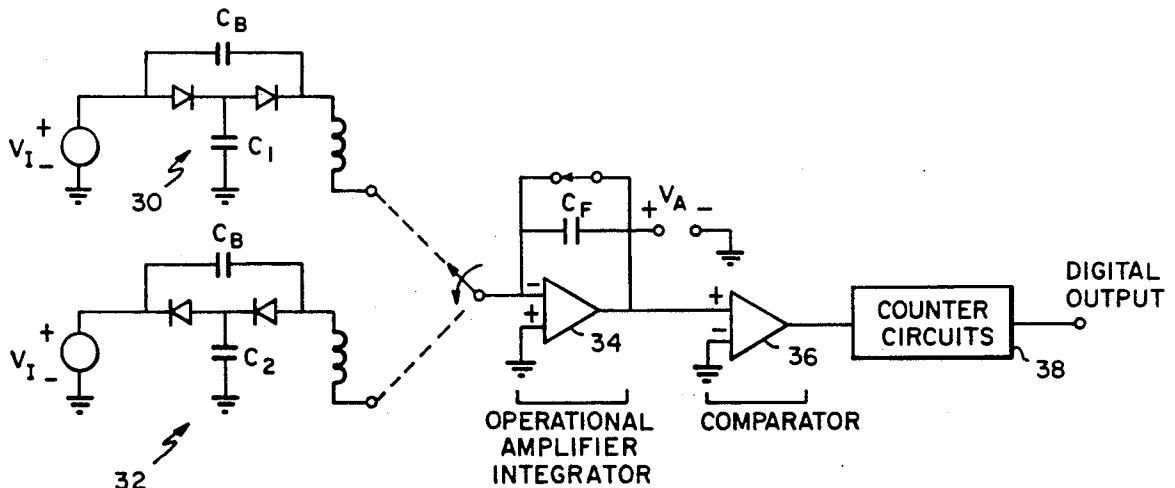 C_B
+
V_I -
C_1
30
C_B
+
V_I -
C_2
32
C_F
+ V_A -
-
+
34
+
-
36
COUNTER
CIRCUITS
38
DIGITAL
OUTPUT
OPERATIONAL
AMPLIFIER
INTEGRATOR
COMPARATOR